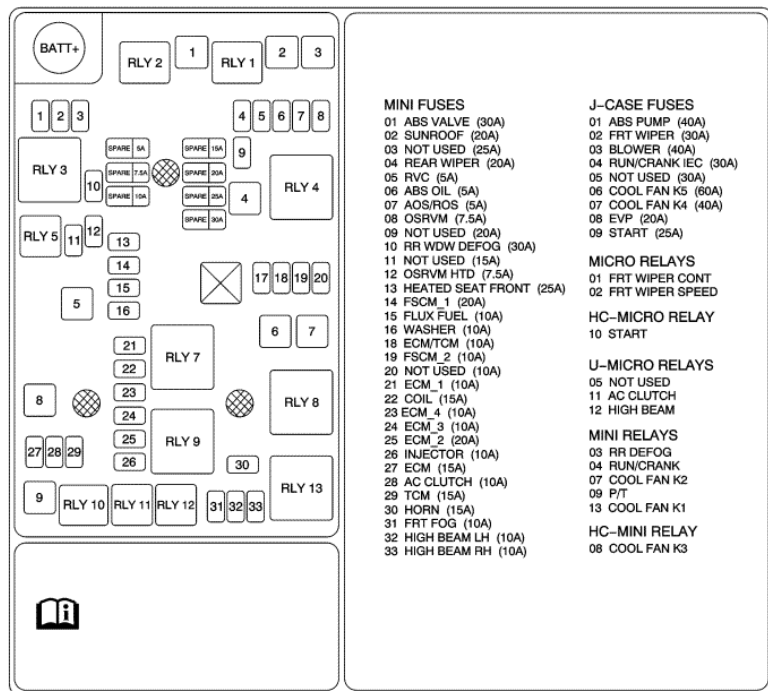 BATT+
RLY 2
1
RLY 1
2
3
1 2 3
4 5 6 7 8
SPARE 5A
SPARE 15A
SPARE 7.5A
SPARE 20A
SPARE 10A
SPARE 25A
SPARE 30A
9
RLY 3
10
4
RLY 4
RLY 5
11
12
13
14
15
16
5
17 18 19 20
6
7
21
22
23
24
25
26
RLY 7
8
RLY 8
RLY 9
27 28 29
30
9
RLY 10
RLY 11
RLY 12
31 32 33
RLY 13
MINI FUSES
01 ABS VALVE (30A)
02 SUNROOF (20A)
03 NOT USED (25A)
04 REAR WIPER (20A)
05 RVC (5A)
06 ABS OIL (5A)
07 AOS/ROS (5A)
08 OSRVM (7.5A)
09 NOT USED (20A)
10 RR WDW DEFOG (30A)
11 NOT USED (15A)
12 OSRVM HTD (7.5A)
13 HEATED SEAT FRONT (25A)
14 FSCM_1 (20A)
15 FLUX FUEL (10A)
16 WASHER (10A)
18 ECM/TCM (10A)
19 FSCM_2 (10A)
20 NOT USED (10A)
21 ECM_1 (10A)
22 COIL (15A)
23 ECM_4 (10A)
24 ECM_3 (10A)
25 ECM_2 (20A)
26 INJECTOR (10A)
27 ECM (15A)
28 AC CLUTCH (10A)
29 TCM (15A)
30 HORN (15A)
31 FRT FOG (10A)
32 HIGH BEAM LH (10A)
33 HIGH BEAM RH (10A)
J-CASE FUSES
01 ABS PUMP (40A)
02 FRT WIPER (30A)
03 BLOWER (40A)
04 RUN/CRANK IEC (30A)
05 NOT USED (30A)
06 COOL FAN K5 (60A)
07 COOL FAN K4 (40A)
08 EVP (20A)
09 START (25A)
MICRO RELAYS
01 FRT WIPER CONT
02 FRT WIPER SPEED
HC-MICRO RELAY
10 START
U-MICRO RELAYS
05 NOT USED
11 AC CLUTCH
12 HIGH BEAM
MINI RELAYS
03 RR DEFOG
04 RUN/CRANK
07 COOL FAN K2
09 P/T
13 COOL FAN K1
HC-MINI RELAY
08 COOL FAN K3